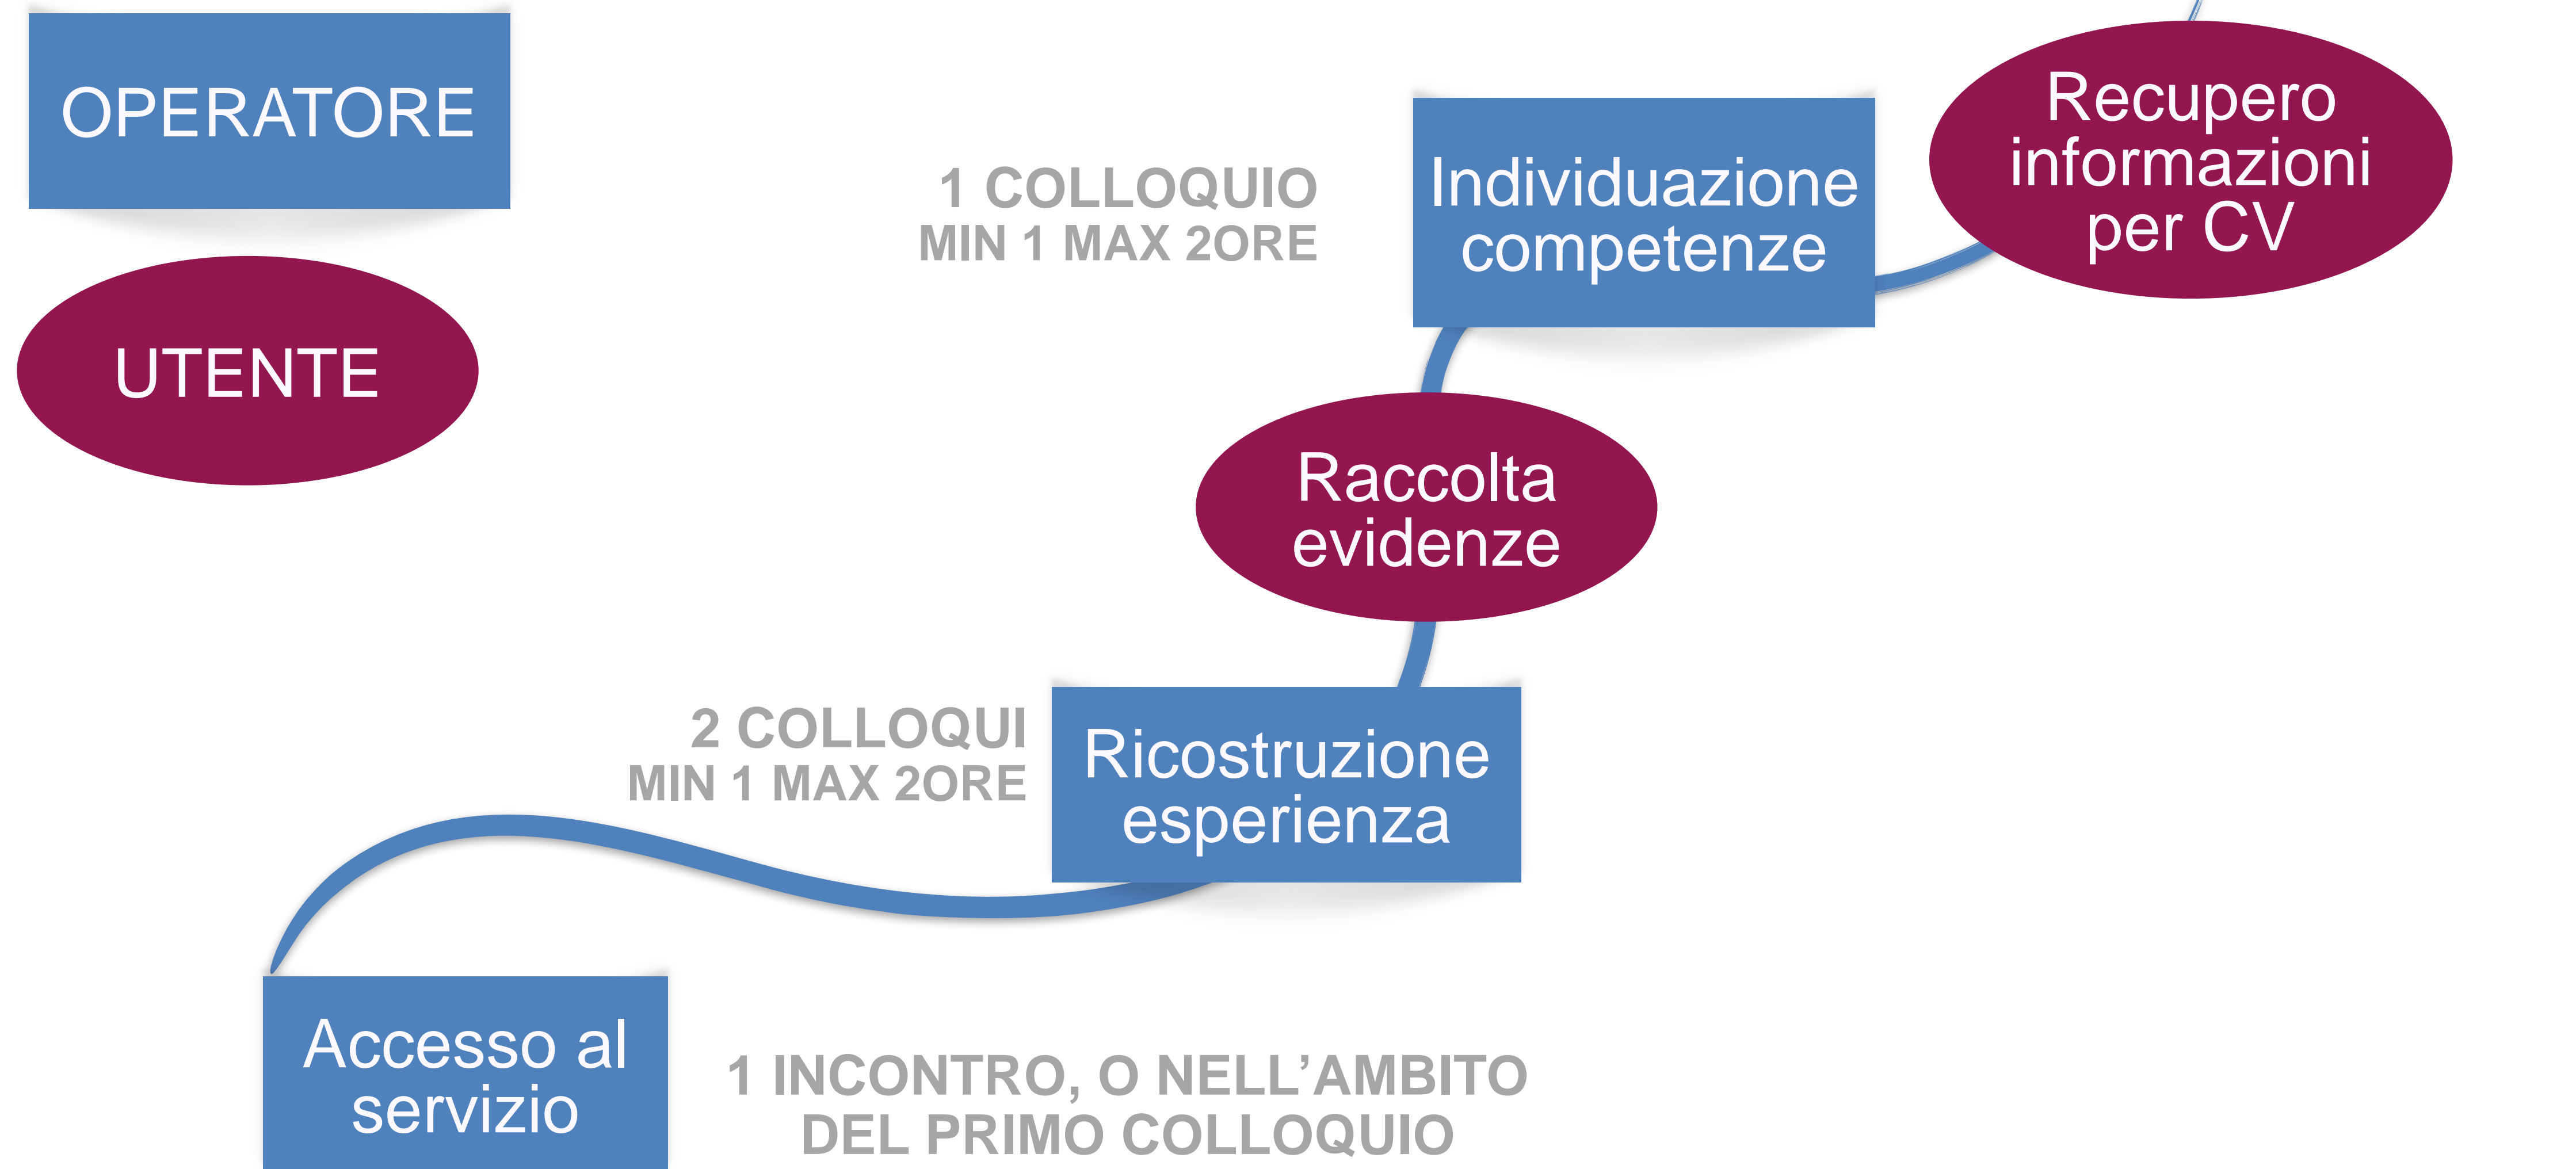 OPERATORE
UTENTE
1 COLLOQUIO
MIN 1 MAX 2ORE
Individuazione
competenze
Recupero
informazioni
per CV
Raccolta
evidenze
2 COLLOQUI
MIN 1 MAX 2ORE
Ricostruzione
esperienza
Accesso al
servizio
1 INCONTRO, O NELL’AMBITO
DEL PRIMO COLLOQUIO